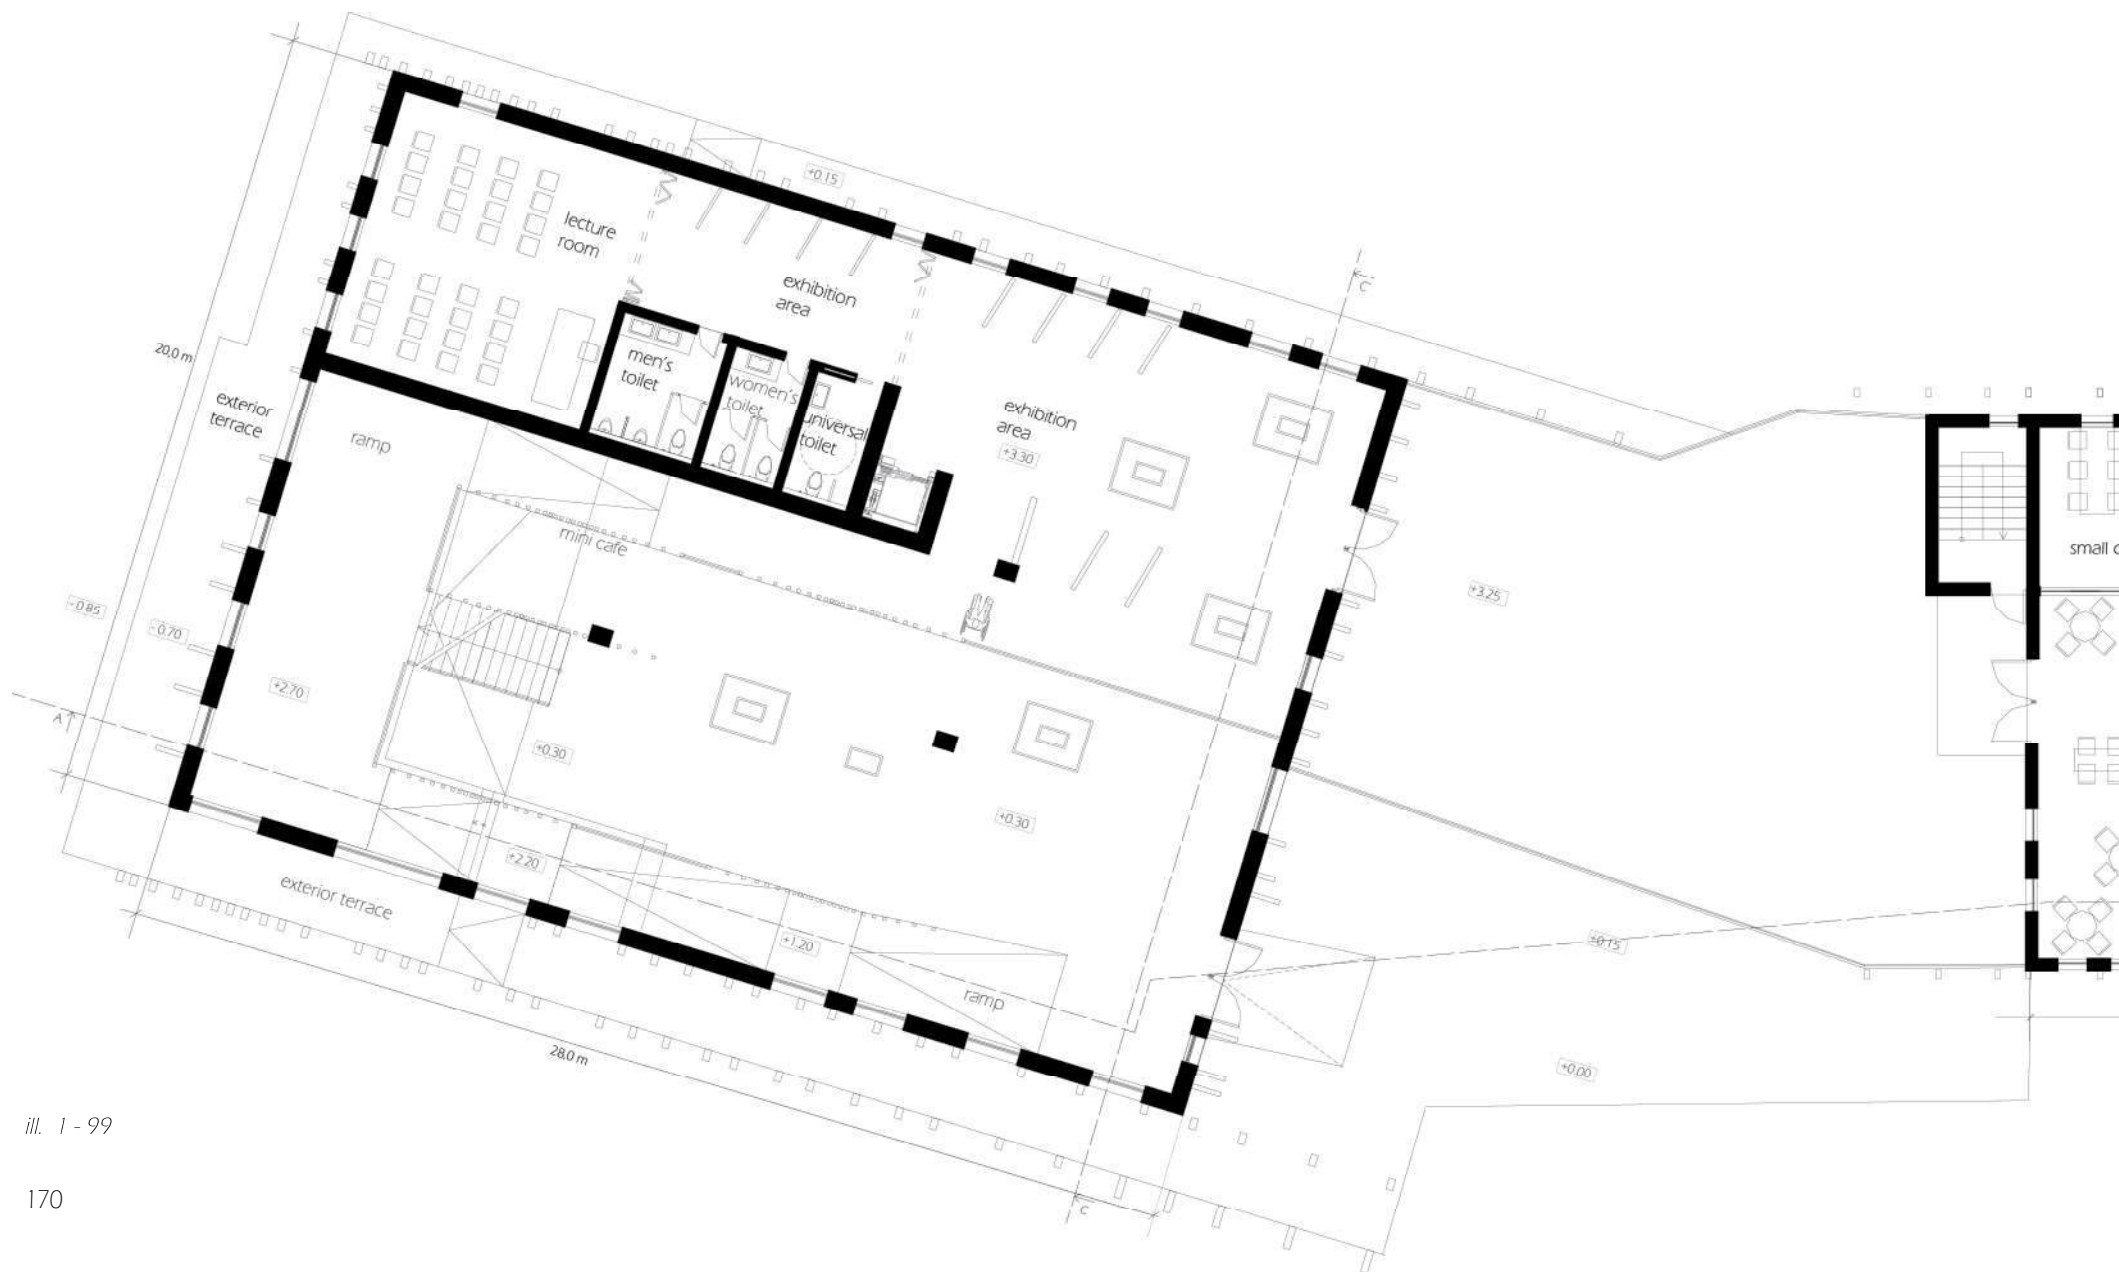 C
+0.15
lecture
room
exhibition
area
20,0 m
men's
toilet
women's
toilet
universal
toilet
exterior
terrace
ramp
exhibition
area
+3.30
mini cafe
small c
+3.25
-0.85
-0.70
+2.70
A
+0.30
+0.30
+2.20
exterior terrace
+1.20
+0.15
ramp
28,0 m
+0.00
ill. 1 - 99
170
C